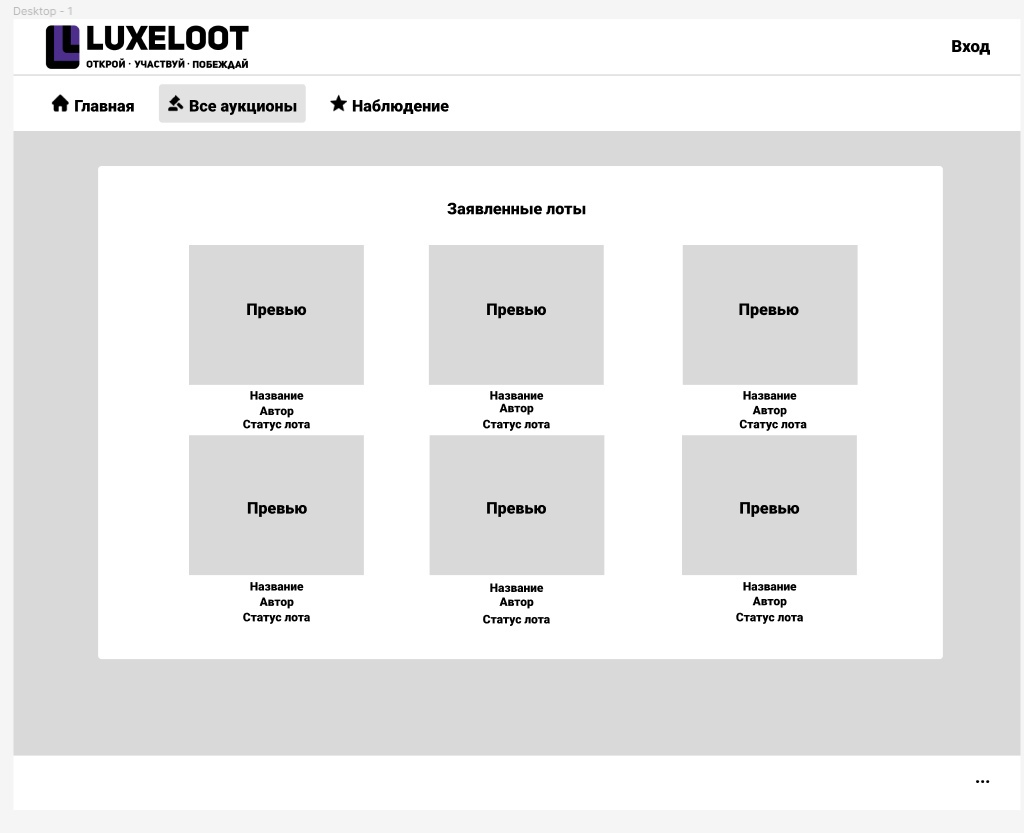 Desktop - 1
LUXELOOT
ОТКРОЙ · УЧАСТВУЙ · ПОБЕЖДАЙ
Вход
Главная
Все аукционы
Наблюдение
Заявленные лоты
Превью
Превью
Превью
Название
Автор
Статус лота
Название
Автор
Статус лота
Название
Автор
Статус лота
Превью
Превью
Превью
Название
Автор
Статус лота
Название
Автор
Статус лота
Название
Автор
Статус лота
...